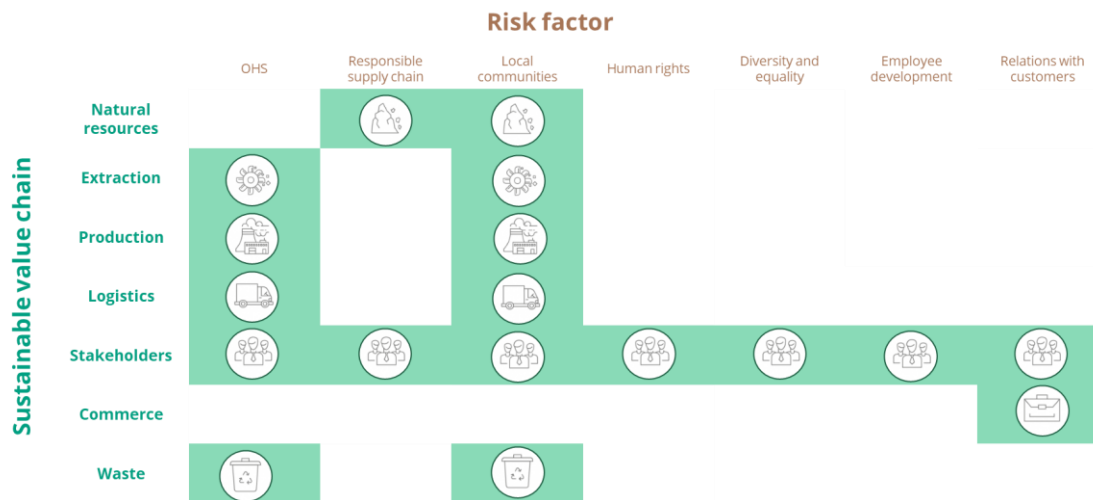 Risk factor
OHS
Responsible
supply chain
Local
communities
Human rights
Diversity and
equality
Employee
development
Relations with
customers
Sustainable value chain
Natural
resources
Extraction
Production
Logistics
Stakeholders
Commerce
Waste